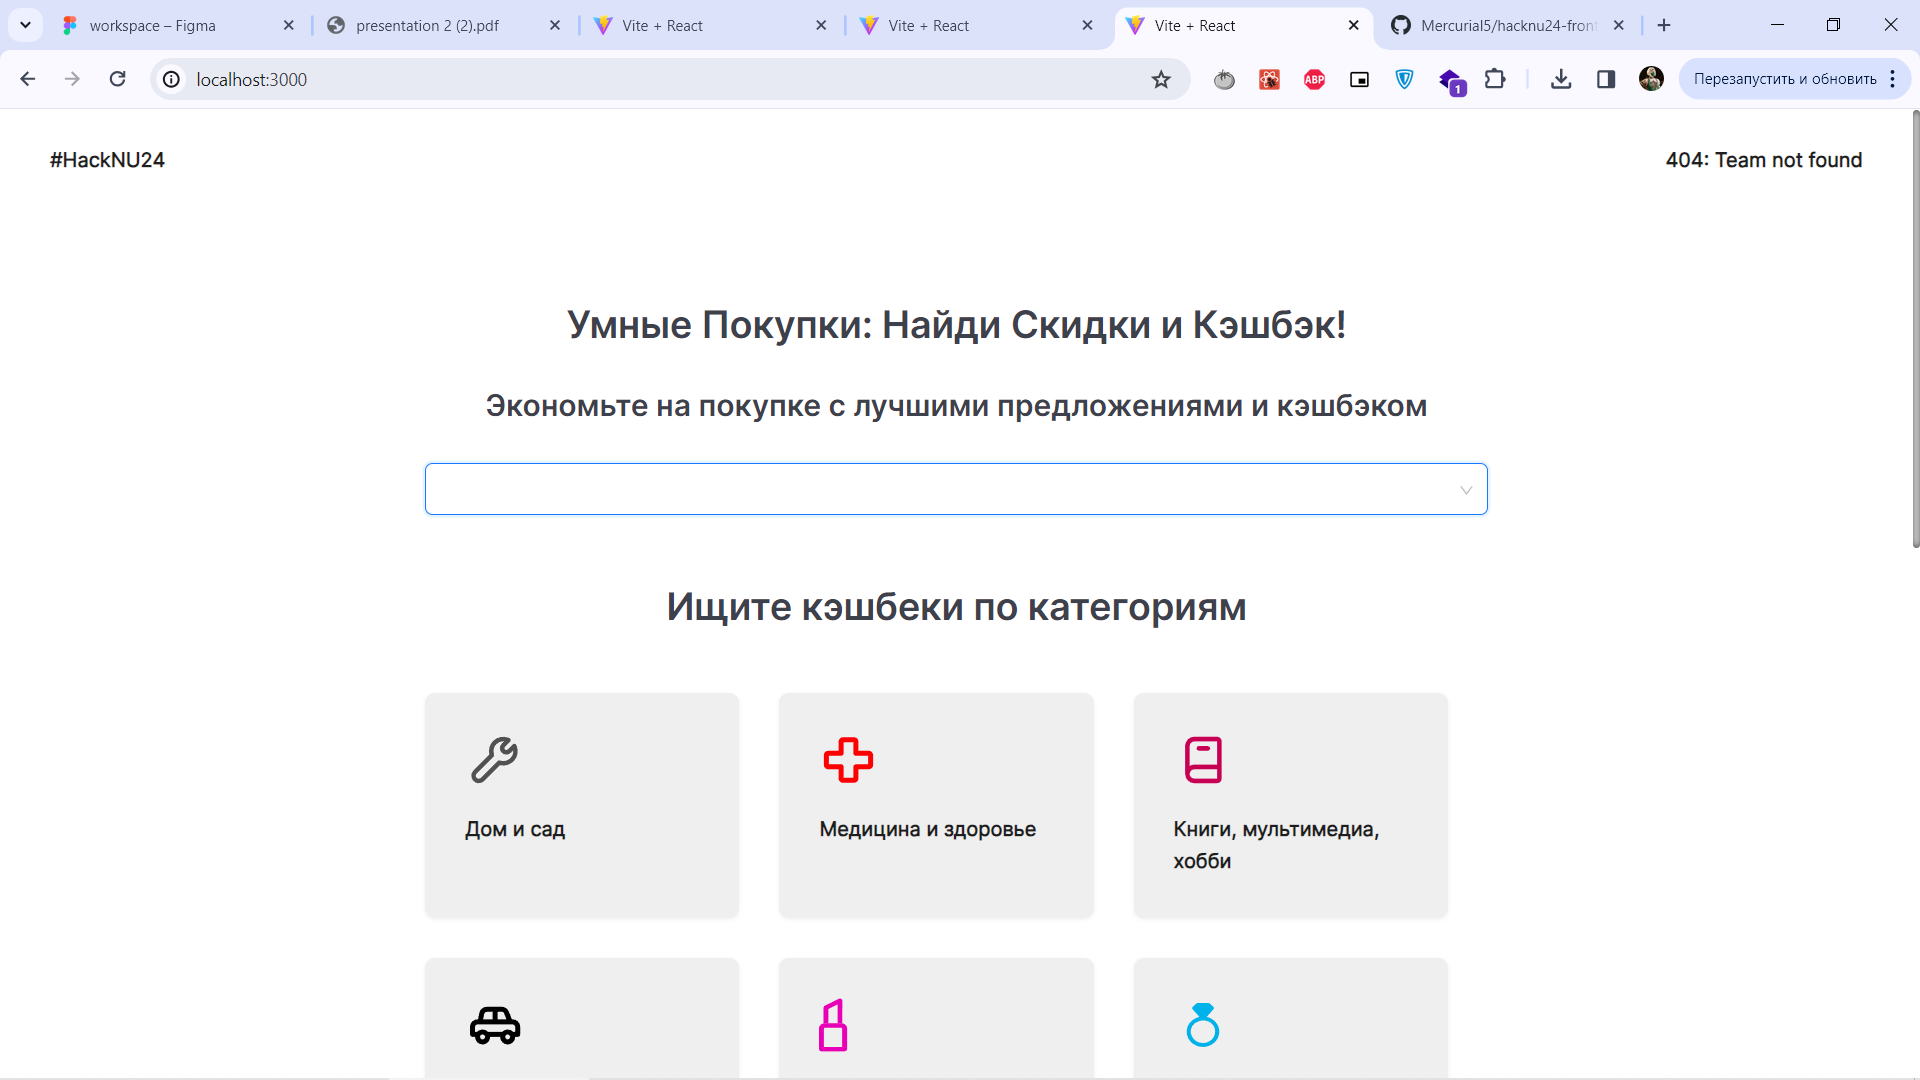 workspace – Figma
presentation 2 (2).pdf
Vite + React
Vite + React
Vite + React
Mercurial5/hacknu24-front
localhost:3000
ABP
1
Перезапустить и обновить
#HackNU24
404: Team not found
Умные Покупки: Найди Скидки и Кэшбэк!
Экономьте на покупке с лучшими предложениями и кэшбэком
Ищите кэшбеки по категориям
Дом и сад
Медицина и здоровье
Книги, мультимедиа,
хобби